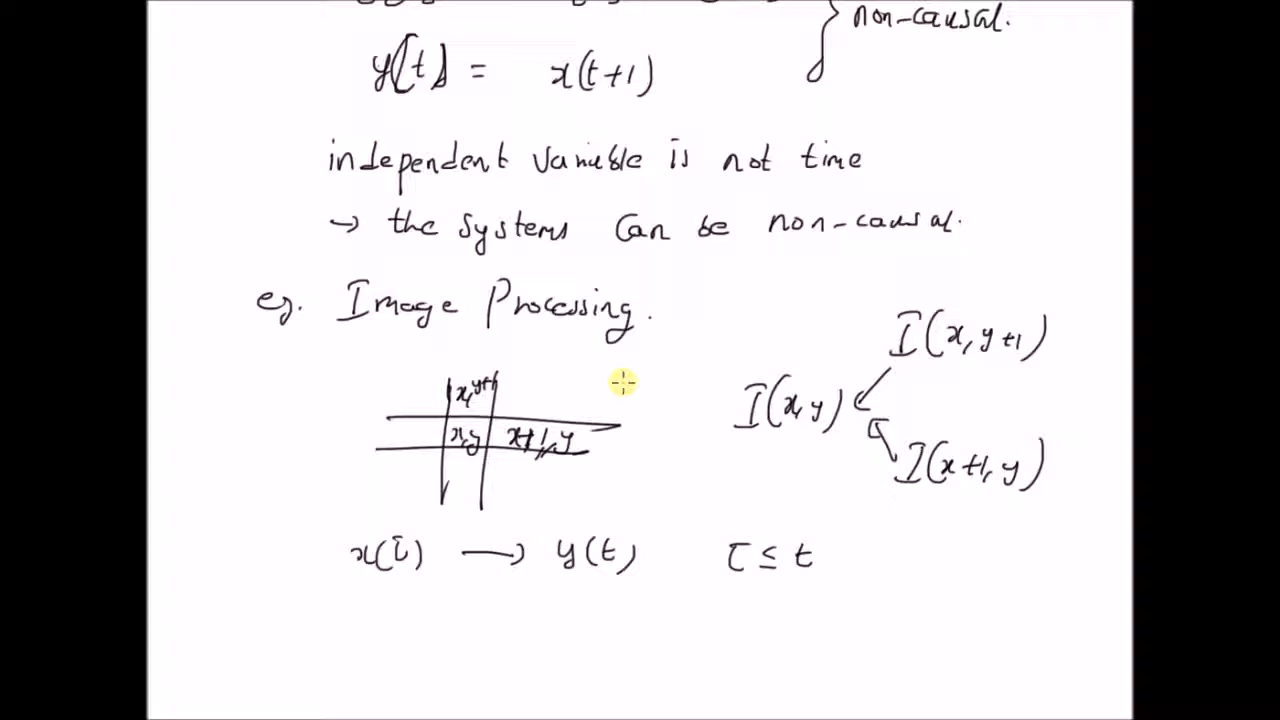 non-causal.
y[t] = x(t+1)
independent variable is not time
→ the systems can be non-causal.
eg. Image Processing.
I(x, y+1)
x, y+1
I(x, y)
x, y x+1, y
I(x+1, y)
x(τ) → y(t) τ ≤ t